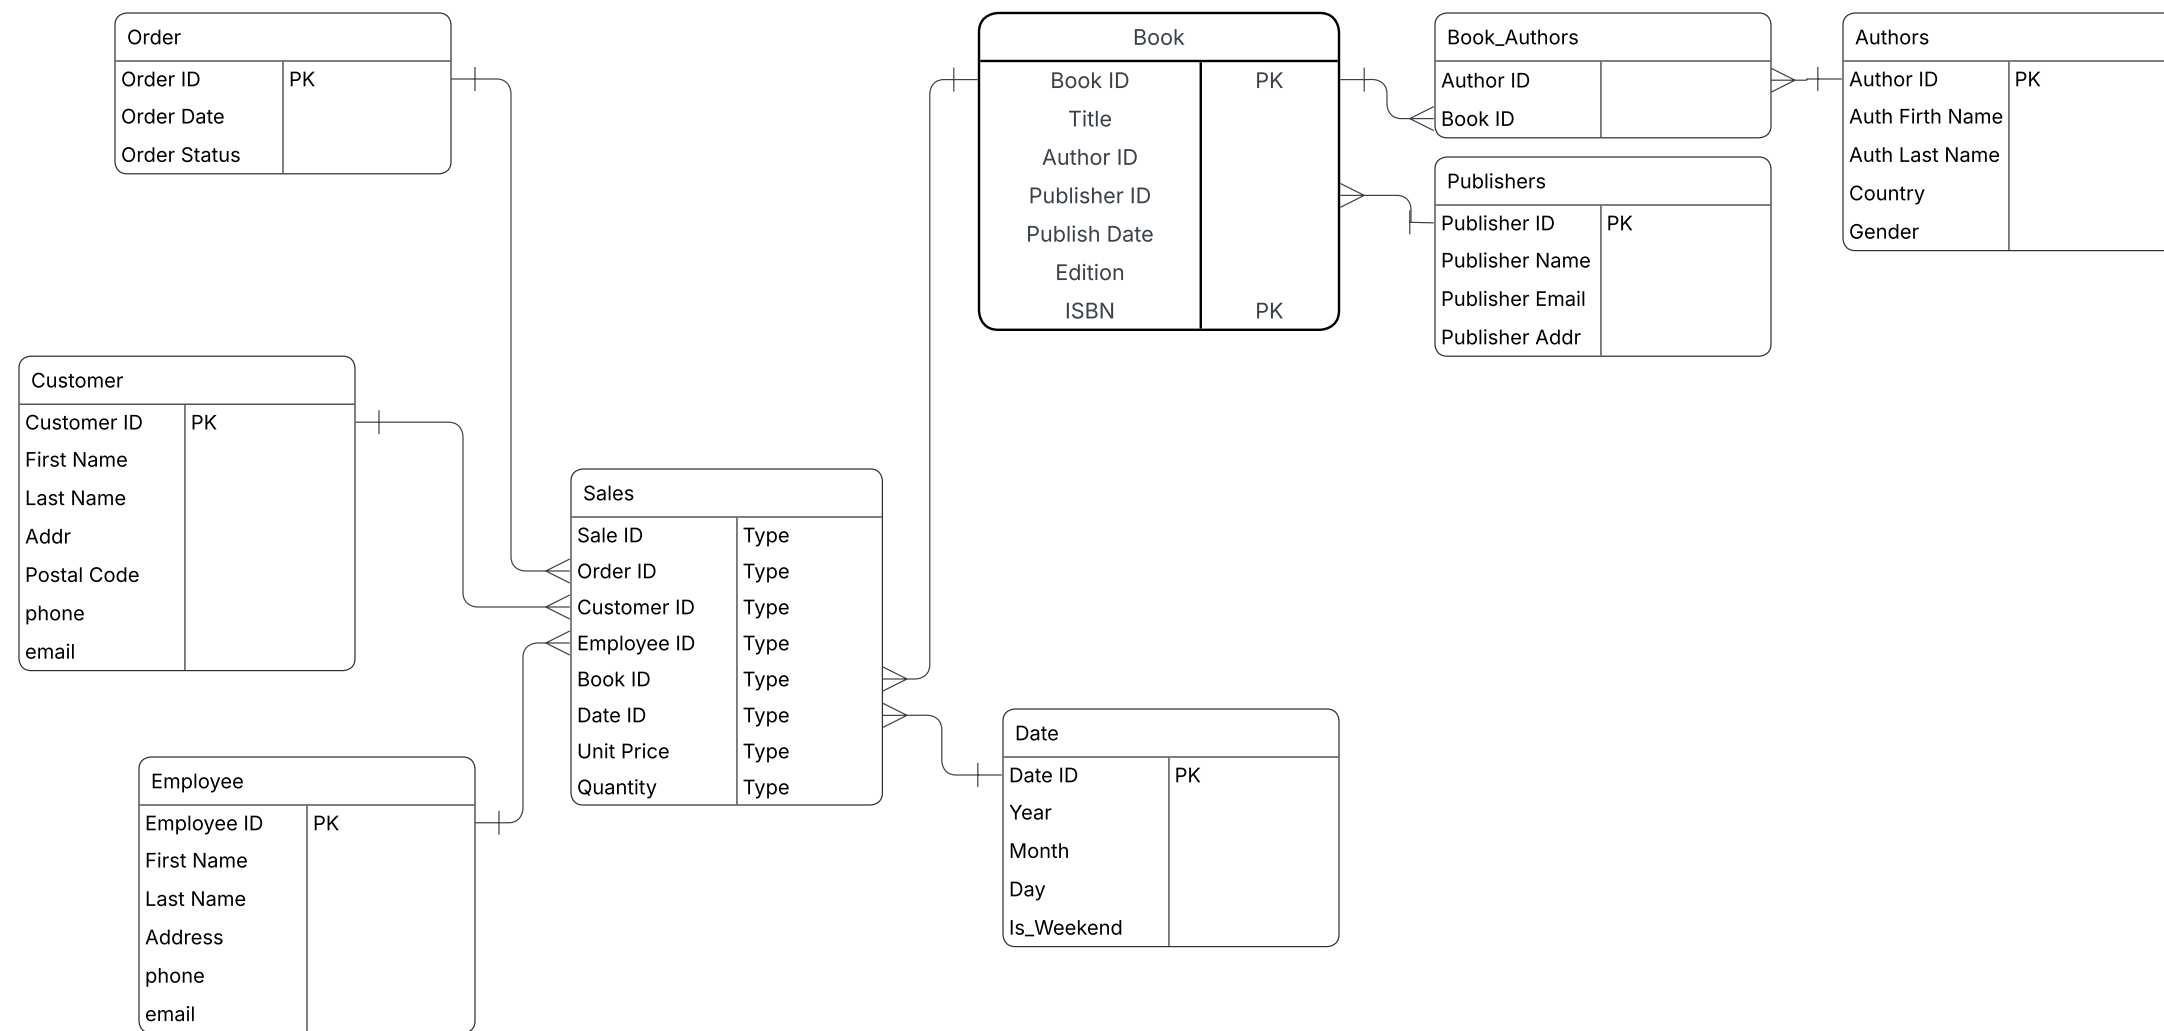 Order
Order ID PK
Order Date
Order Status
Customer
Customer ID PK
First Name
Last Name
Addr
Postal Code
phone
email
Employee
Employee ID PK
First Name
Last Name
Address
phone
email
Sales
Sale ID Type
Order ID Type
Customer ID Type
Employee ID Type
Book ID Type
Date ID Type
Unit Price Type
Quantity Type
Book
Book ID PK
Title
Author ID
Publisher ID
Publish Date
Edition
ISBN PK
Date
Date ID PK
Year
Month
Day
Is_Weekend
Book_Authors
Author ID
Book ID
Publishers
Publisher ID PK
Publisher Name
Publisher Email
Publisher Addr
Authors
Author ID PK
Auth Firth Name
Auth Last Name
Country
Gender